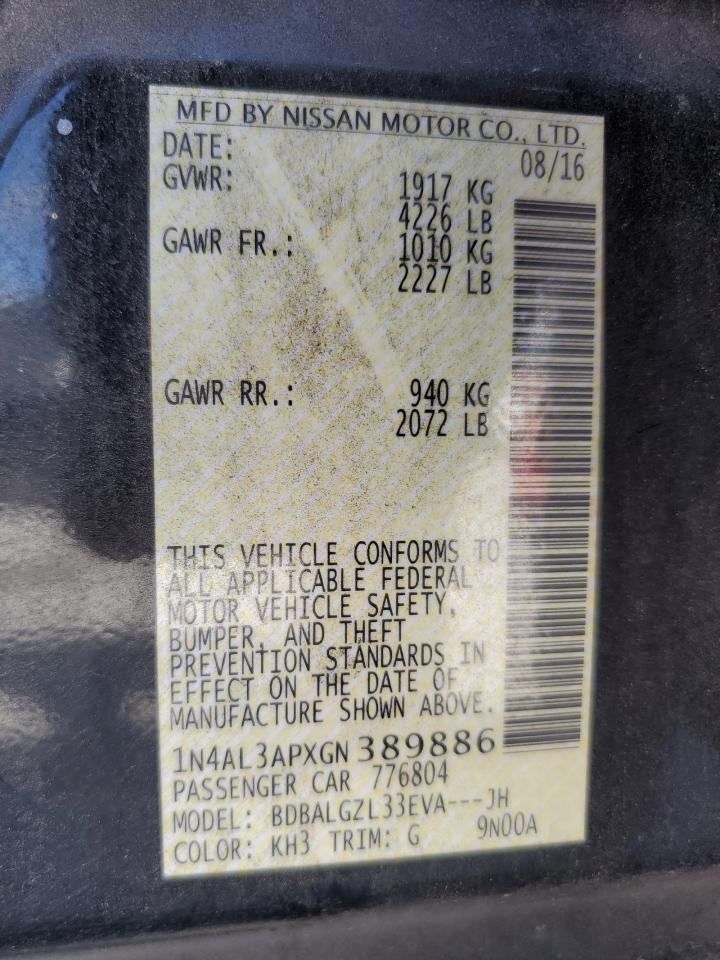 MFD BY NISSAN MOTOR CO., LTD.
DATE: 08/16
GVWR: 1917 KG
4226 LB
GAWR FR.: 1010 KG
2227 LB
GAWR RR.: 940 KG
2072 LB
THIS VEHICLE CONFORMS TO
ALL APPLICABLE FEDERAL
MOTOR VEHICLE SAFETY,
BUMPER, AND THEFT
PREVENTION STANDARDS IN
EFFECT ON THE DATE OF
MANUFACTURE SHOWN ABOVE.
1N4AL3APXGN389886
PASSENGER CAR 776804
MODEL: BDBALGZL33EVA---JH
COLOR: KH3 TRIM: G 9N00A